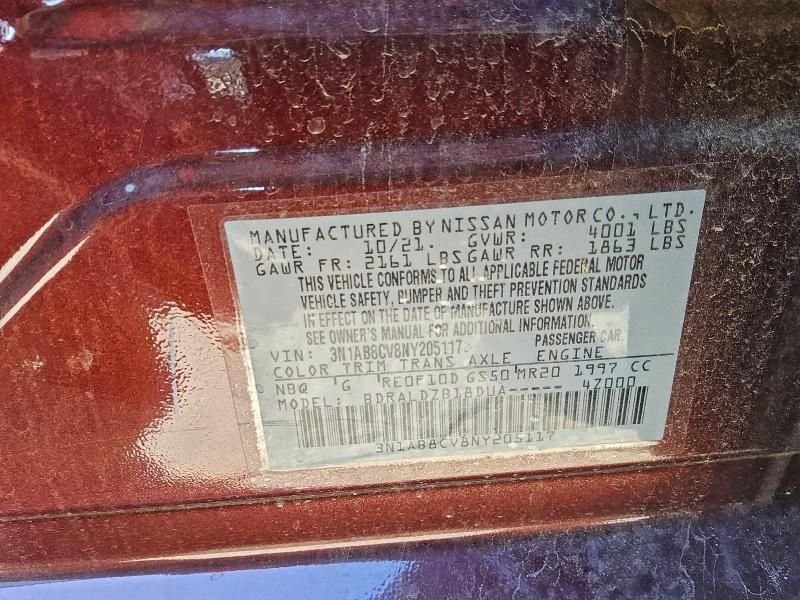 MANUFACTURED BY NISSAN MOTOR CO., LTD.
DATE: 10/21. GVWR: 4001 LBS
GAWR FR: 2161 LBS GAWR RR: 1863 LBS
THIS VEHICLE CONFORMS TO ALL APPLICABLE FEDERAL MOTOR
VEHICLE SAFETY, BUMPER AND THEFT PREVENTION STANDARDS
IN EFFECT ON THE DATE OF MANUFACTURE SHOWN ABOVE.
SEE OWNER'S MANUAL FOR ADDITIONAL INFORMATION.
VIN: 3N1AB8CV8NY205117. PASSENGER CAR.
COLOR TRIM TRANS AXLE ENGINE
NBQ G RE0F10D GS50 MR20 1997 CC
MODEL: BDRALDZB18DUA----- 4Z000
3N1AB8CV8NY205117